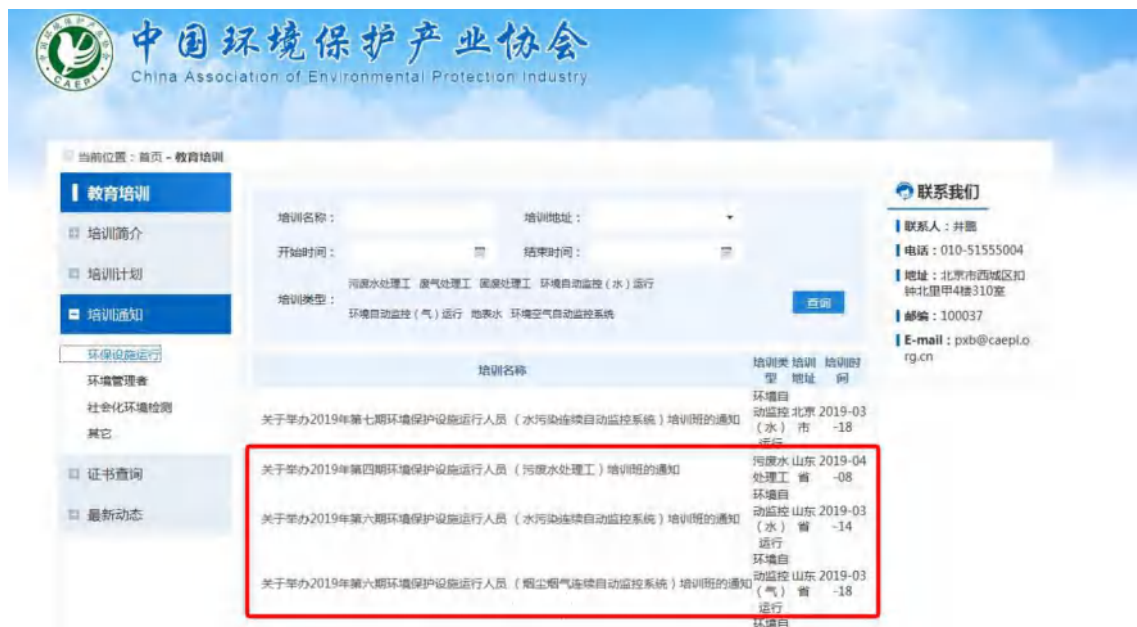 中国环境保护产业协会
China Association of Environmental Protection Industry
中国环境保护产业协会
CAEPI
当前位置：首页 - 教育培训
教育培训
培训简介
培训计划
培训通知
环保设施运行
环境管理者
社会化环境检测
其它
证书查询
最新动态
培训名称：
培训地址：
开始时间：
结束时间：
培训类型：
污废水处理工 废气处理工 固废处理工 环境自动监控（水）运行
环境自动监控（气）运行 地表水 环境空气自动监控系统
查询
培训名称
培训类型
培训地址
培训时间
关于举办2019年第七期环境保护设施运行人员（水污染连续自动监控系统）培训班的通知
环境自
动监控
（水）
运行
北京
市
2019-03
-18
关于举办2019年第四期环境保护设施运行人员（污废水处理工）培训班的通知
污废水
处理工
山东
省
2019-04
-08
关于举办2019年第六期环境保护设施运行人员（水污染连续自动监控系统）培训班的通知
环境自
动监控
（水）
运行
山东
省
2019-03
-14
关于举办2019年第六期环境保护设施运行人员（烟尘烟气连续自动监控系统）培训班的通知
环境自
动监控
（气）
运行
山东
省
2019-03
-18
环境自
联系我们
联系人：井鹏
电话：010-51555004
地址：北京市西城区扣
钟北里甲4楼310室
邮编：100037
E-mail：pxb@caepi.o
rg.cn